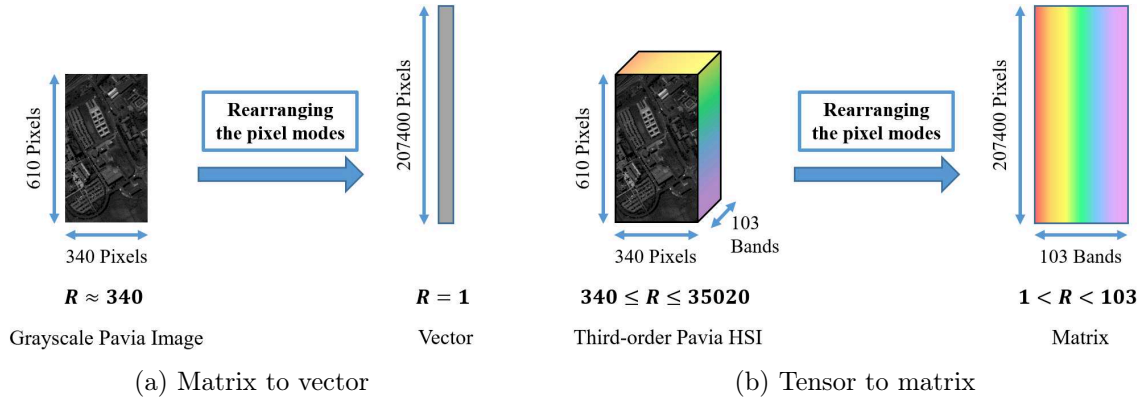 610 Pixels
340 Pixels
R ≈ 340
Grayscale Pavia Image
Rearranging
the pixel modes
207400 Pixels
R = 1
Vector
(a) Matrix to vector
610 Pixels
340 Pixels
103
Bands
340 ≤ R ≤ 35020
Third-order Pavia HSI
Rearranging
the pixel modes
207400 Pixels
103 Bands
1 < R < 103
Matrix
(b) Tensor to matrix